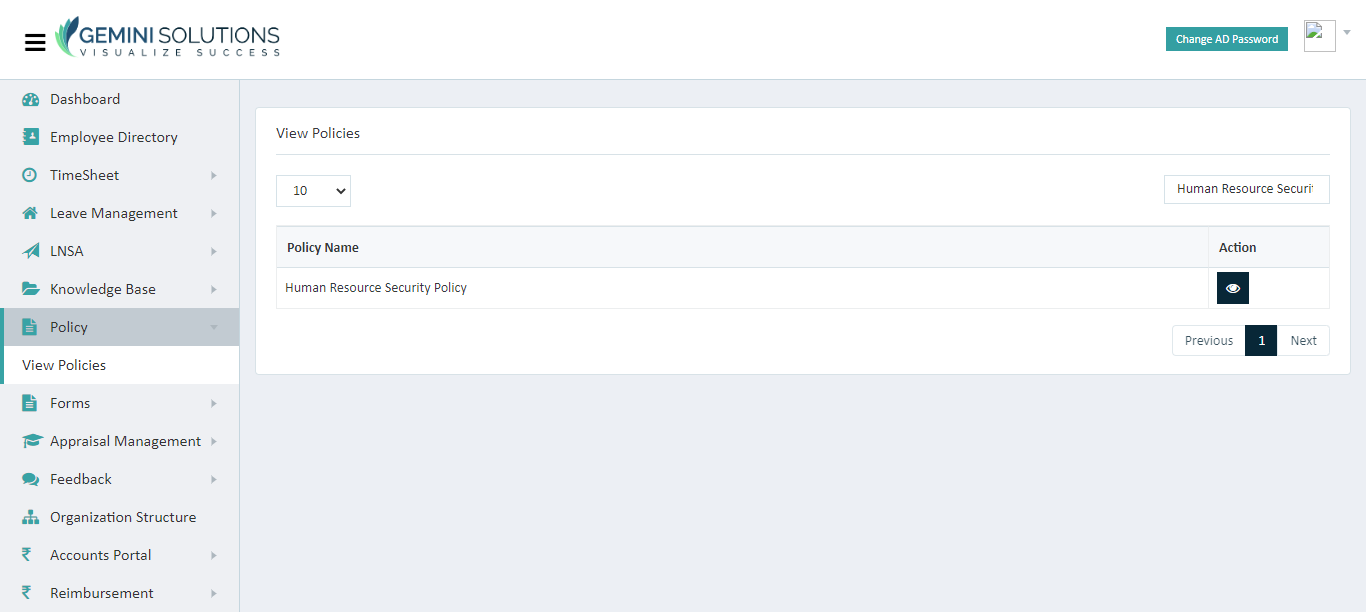 GEMINI SOLUTIONS
VISUALIZE SUCCESS
Change AD Password
Dashboard
Employee Directory
TimeSheet
Leave Management
LNSA
Knowledge Base
Policy
View Policies
Forms
Appraisal Management
Feedback
Organization Structure
Accounts Portal
Reimbursement
View Policies
10
Human Resource Securit
Policy Name Action
Human Resource Security Policy
Previous 1 Next